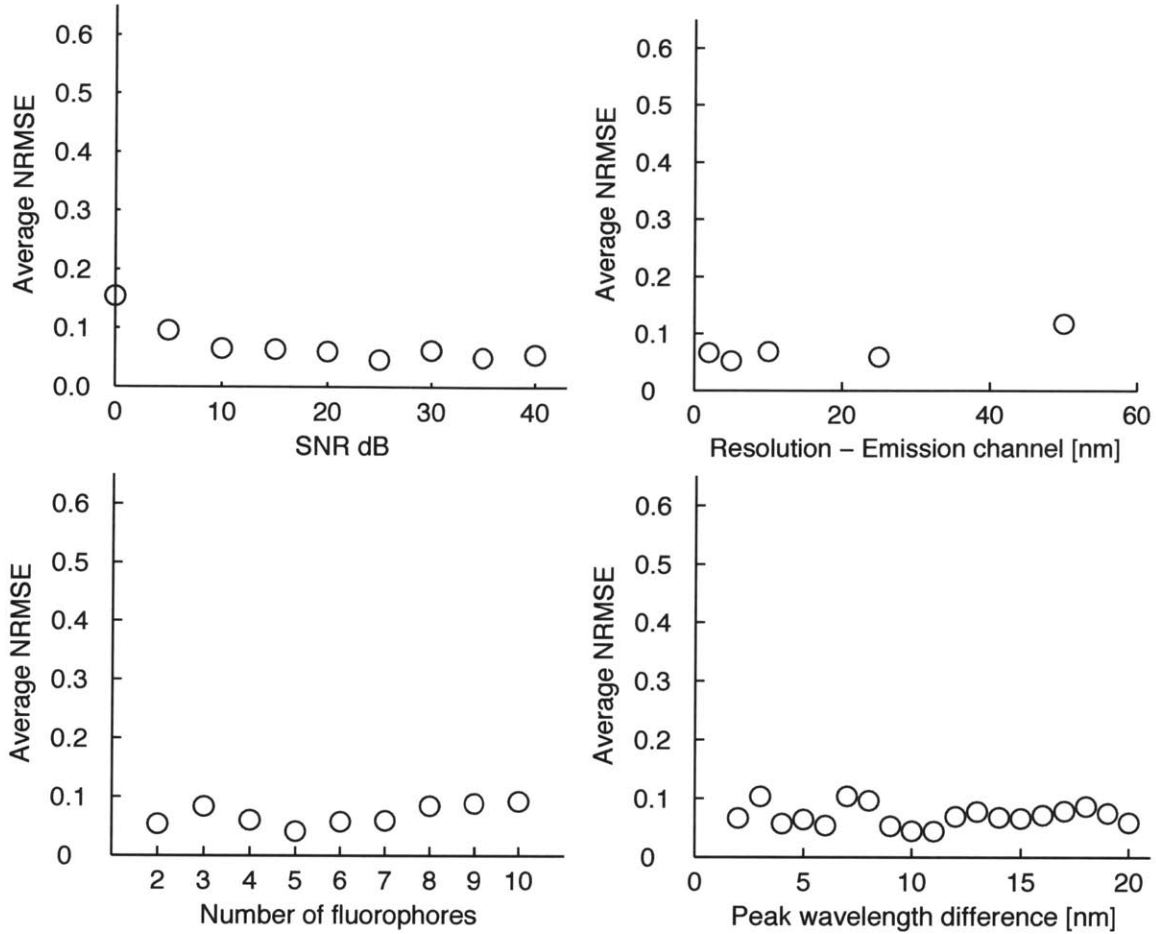 Average NRMSE
0.6
0.5
0.4
0.3
0.2
0.1
0.0
0 10 20 30 40
SNR dB
Average NRMSE
0.6
0.5
0.4
0.3
0.2
0.1
0
0 20 40 60
Resolution – Emission channel [nm]
Average NRMSE
0.6
0.5
0.4
0.3
0.2
0.1
0
2 3 4 5 6 7 8 9 10
Number of fluorophores
Average NRMSE
0.6
0.5
0.4
0.3
0.2
0.1
0
0 5 10 15 20
Peak wavelength difference [nm]